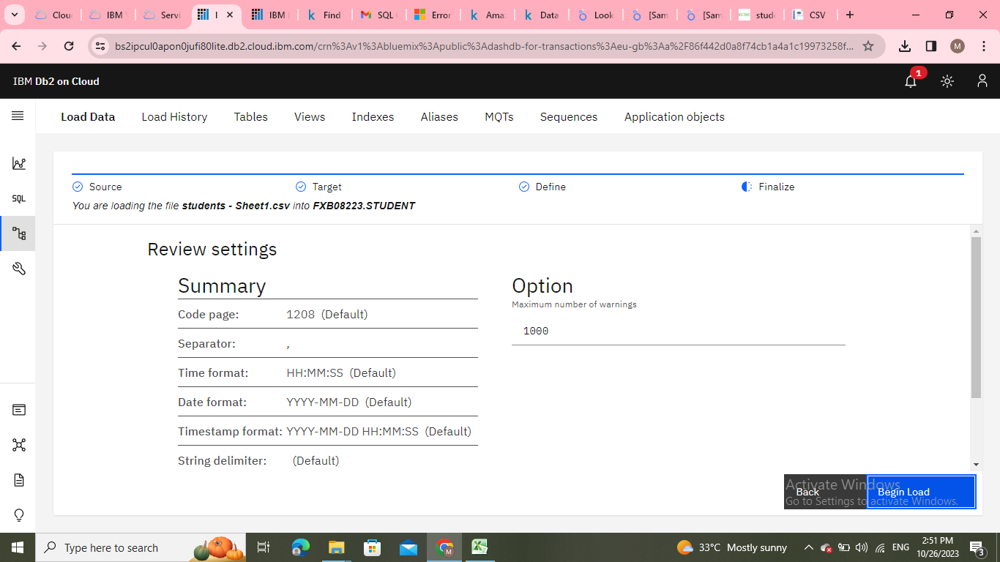 Clou
IBM
Servi
I
IBM
Find
SQL
Error
Ama
Data
Look
[Sam
[Sam
stud
CSV
bs2ipcul0apon0jufi80lite.db2.cloud.ibm.com/crn%3Av1%3Abluemix%3Apublic%3Adashdb-for-transactions%3Aeu-gb%3Aa%2F86f442d0a8f74cb1a4a1c19973258f...
M
IBM Db2 on Cloud
1
Load Data
Load History
Tables
Views
Indexes
Aliases
MQTs
Sequences
Application objects
SQL
Source
Target
Define
Finalize
You are loading the file students - Sheet1.csv into FXB08223.STUDENT
Review settings
Summary
Code page: 1208 (Default)
Separator: ,
Time format: HH:MM:SS (Default)
Date format: YYYY-MM-DD (Default)
Timestamp format: YYYY-MM-DD HH:MM:SS (Default)
String delimiter: (Default)
Option
Maximum number of warnings
1000
Back
Begin Load
Activate Windows
Go to Settings to activate Windows.
Type here to search
33°C Mostly sunny
ENG
2:51 PM
10/26/2023
3